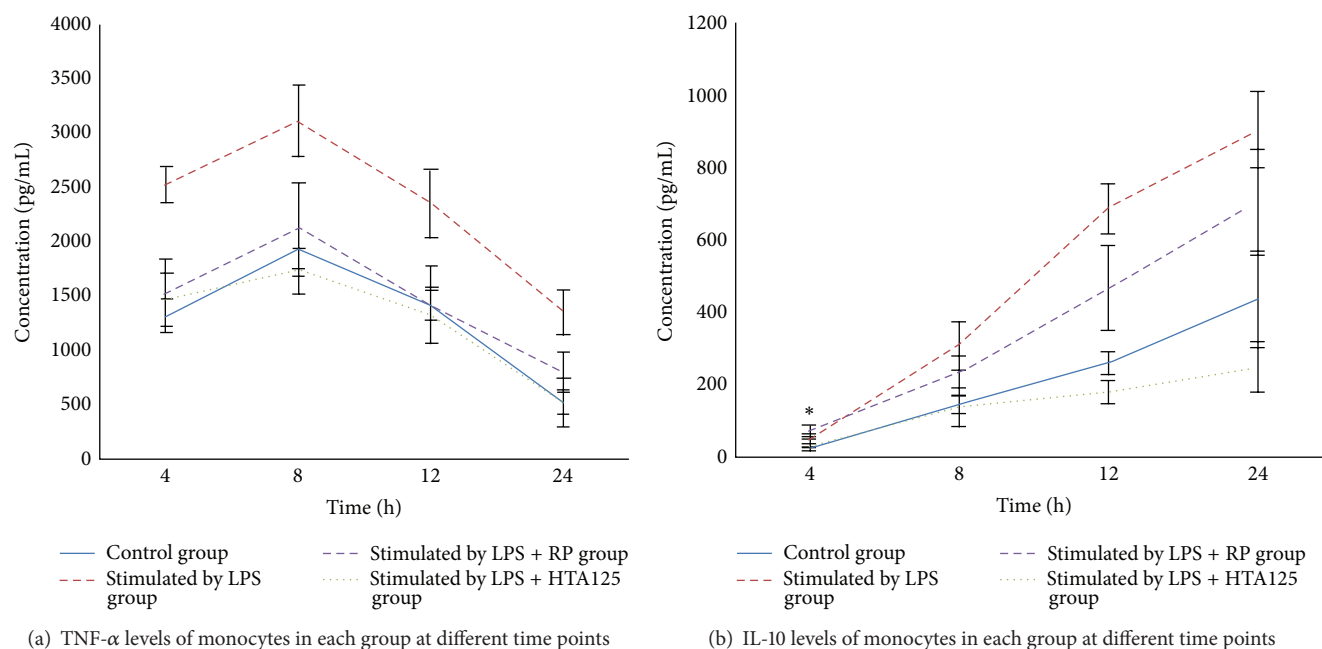 4000
3500
3000
2500
2000
1500
1000
500
0
Concentration (pg/mL)
4
8
12
24
Time (h)
Control group
Stimulated by LPS
group
Stimulated by LPS + RP group
Stimulated by LPS + HTA125
group
(a) TNF-α levels of monocytes in each group at different time points
1200
1000
800
600
400
200
0
Concentration (pg/mL)
*
4
8
12
24
Time (h)
Control group
Stimulated by LPS
group
Stimulated by LPS + RP group
Stimulated by LPS + HTA125
group
(b) IL-10 levels of monocytes in each group at different time points